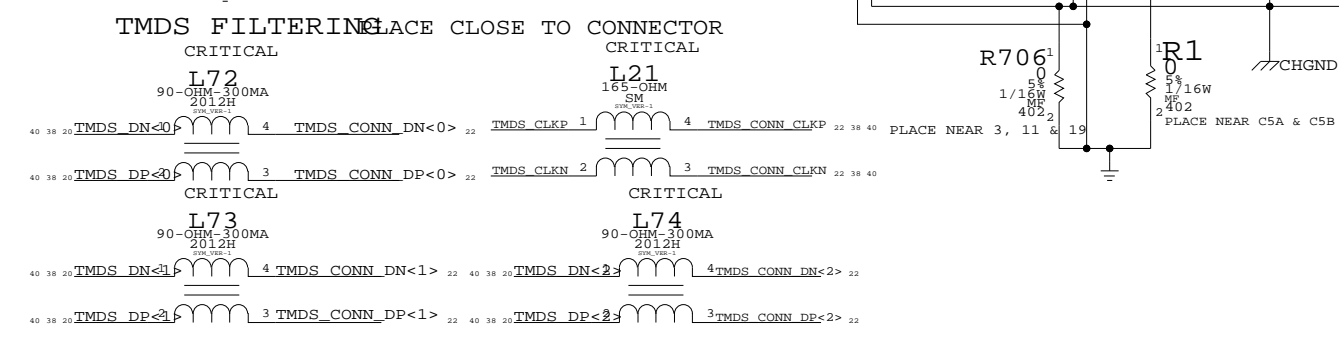 TMDS FILTERING
PLACE CLOSE TO CONNECTOR
CRITICAL
L72
90-OHM-300MA
2012H
SYM_VER-1
40 38 20 TMDS_DN<0> 1 4 TMDS_CONN_DN<0> 22
40 38 20 TMDS_DP<0> 2 3 TMDS_CONN_DP<0> 22
CRITICAL
L21
165-OHM
SM
SYM_VER-1
TMDS_CLKP 1 4 TMDS_CONN_CLKP 22 38 40
TMDS_CLKN 2 3 TMDS_CONN_CLKN 22 38 40
CRITICAL
L73
90-OHM-300MA
2012H
SYM_VER-1
40 38 20 TMDS_DN<1> 1 4 TMDS_CONN_DN<1> 22
40 38 20 TMDS_DP<1> 2 3 TMDS_CONN_DP<1> 22
CRITICAL
L74
90-OHM-300MA
2012H
SYM_VER-1
40 38 20 TMDS_DN<2> 1 4 TMDS_CONN_DN<2> 22
40 38 20 TMDS_DP<2> 2 3 TMDS_CONN_DP<2> 22
R706 1
0
5%
1/16W
MF
402
2
PLACE NEAR 3, 11 & 19
1 R1
0
5%
1/16W
MF
402
2
PLACE NEAR C5A & C5B
CHGND